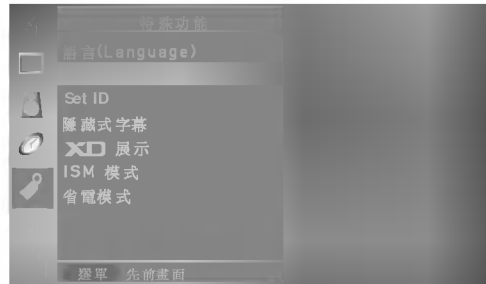 特殊功能
語言(Language)
Set ID
隱藏式字幕
XD 展示
ISM 模式
省電模式
選單 先前畫面